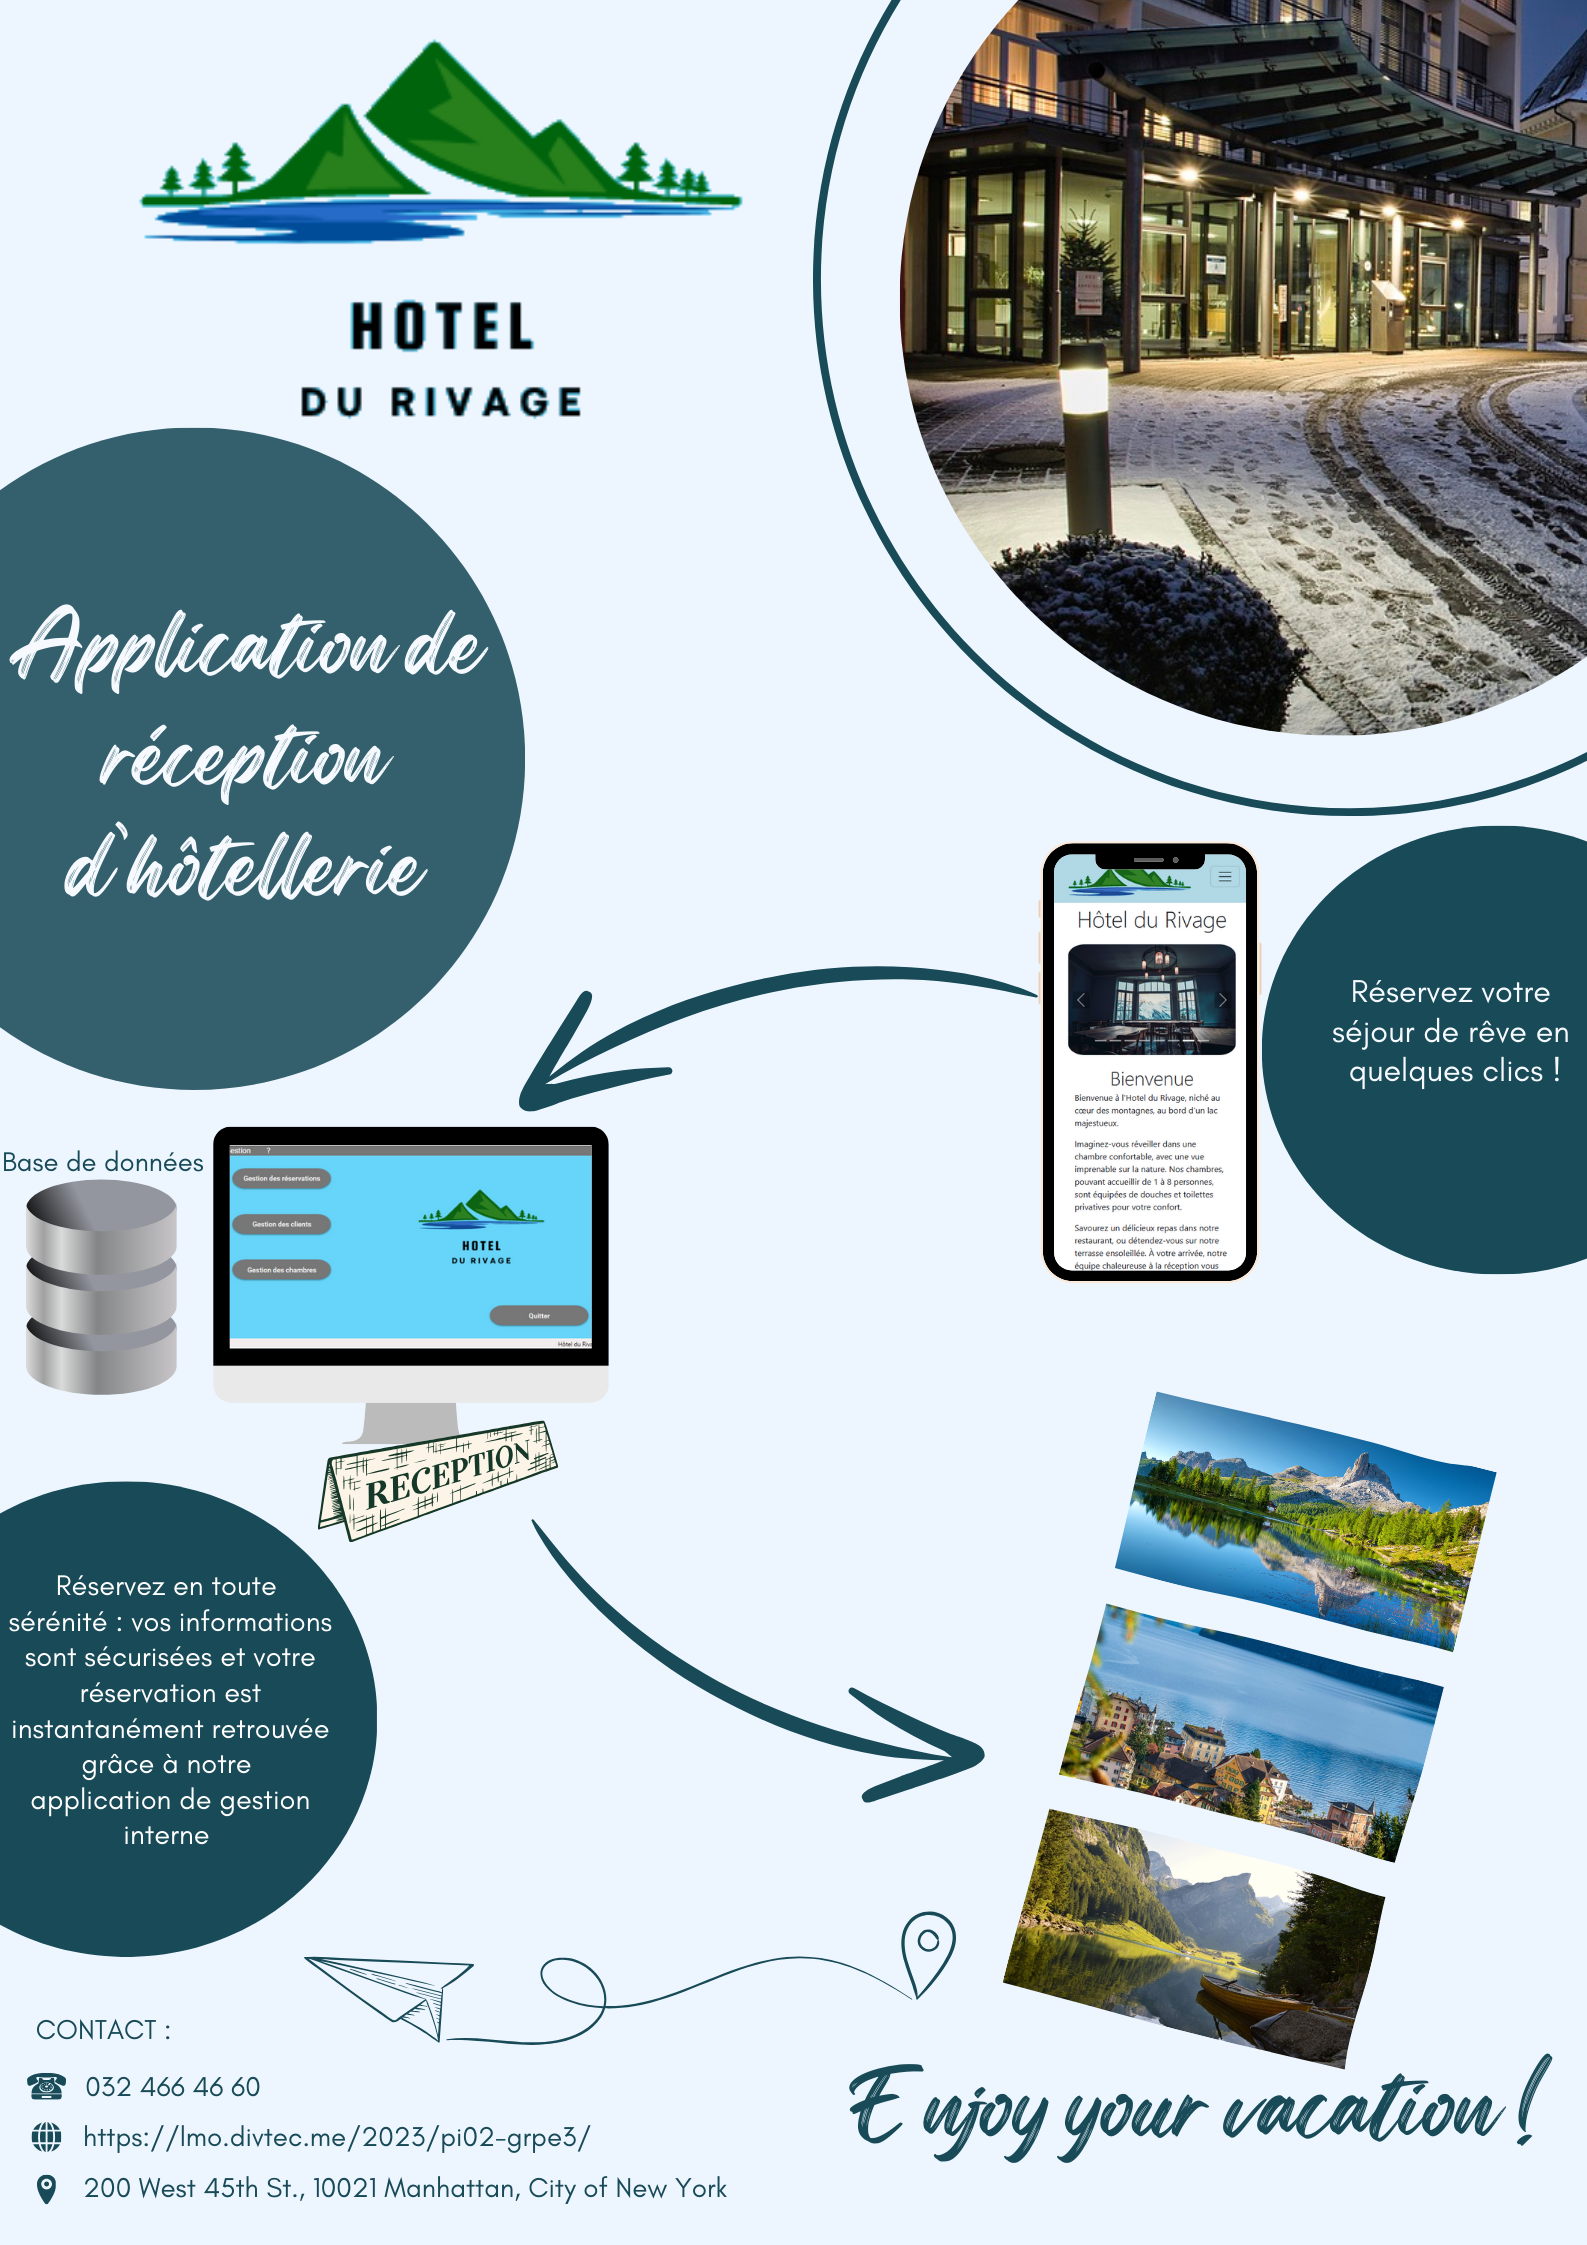 HOTEL
DU RIVAGE
Application de
réception
d'hôtellerie
Hôtel du Rivage
Bienvenue
Bienvenue à l'Hotel du Rivage, niché au
cœur des montagnes, au bord d'un lac
majestueux.
Imaginez-vous réveiller dans une
chambre confortable, avec une vue
imprenable sur la nature. Nos chambres,
pouvant accueillir de 1 à 8 personnes,
sont équipées de douches et toilettes
privatives pour votre confort.
Savourez un délicieux repas dans notre
restaurant, ou détendez-vous sur notre
terrasse ensoleillée. À votre arrivée, notre
équipe chaleureuse à la réception vous
Réservez votre
séjour de rêve en
quelques clics !
Base de données
estion ?
Gestion des réservations
Gestion des clients
Gestion des chambres
HOTEL
DU RIVAGE
Quitter
Hôtel du Riva
RECEPTION
Réservez en toute
sérénité : vos informations
sont sécurisées et votre
réservation est
instantanément retrouvée
grâce à notre
application de gestion
interne
CONTACT :
032 466 46 60
https://lmo.divtec.me/2023/pi02-grpe3/
200 West 45th St., 10021 Manhattan, City of New York
Enjoy your vacation !